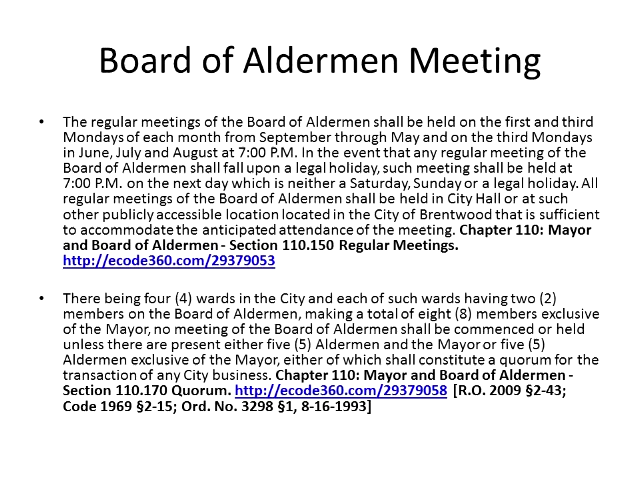 Board of Aldermen Meeting
• The regular meetings of the Board of Aldermen shall be held on the first and third
Mondays of each month from September through May and on the third Mondays
in June, July and August at 7:00 P.M. In the event that any regular meeting of the
Board of Aldermen shall fall upon a legal holiday, such meeting shall be held at
7:00 P.M. on the next day which is neither a Saturday, Sunday or a legal holiday. All
regular meetings of the Board of Aldermen shall be held in City Hall or at such
other publicly accessible location located in the City of Brentwood that is sufficient
to accommodate the anticipated attendance of the meeting. Chapter 110: Mayor
and Board of Aldermen - Section 110.150 Regular Meetings.
http://ecode360.com/29379053
• There being four (4) wards in the City and each of such wards having two (2)
members on the Board of Aldermen, making a total of eight (8) members exclusive
of the Mayor, no meeting of the Board of Aldermen shall be commenced or held
unless there are present either five (5) Aldermen and the Mayor or five (5)
Aldermen exclusive of the Mayor, either of which shall constitute a quorum for the
transaction of any City business. Chapter 110: Mayor and Board of Aldermen -
Section 110.170 Quorum. http://ecode360.com/29379058 [R.O. 2009 §2-43;
Code 1969 §2-15; Ord. No. 3298 §1, 8-16-1993]